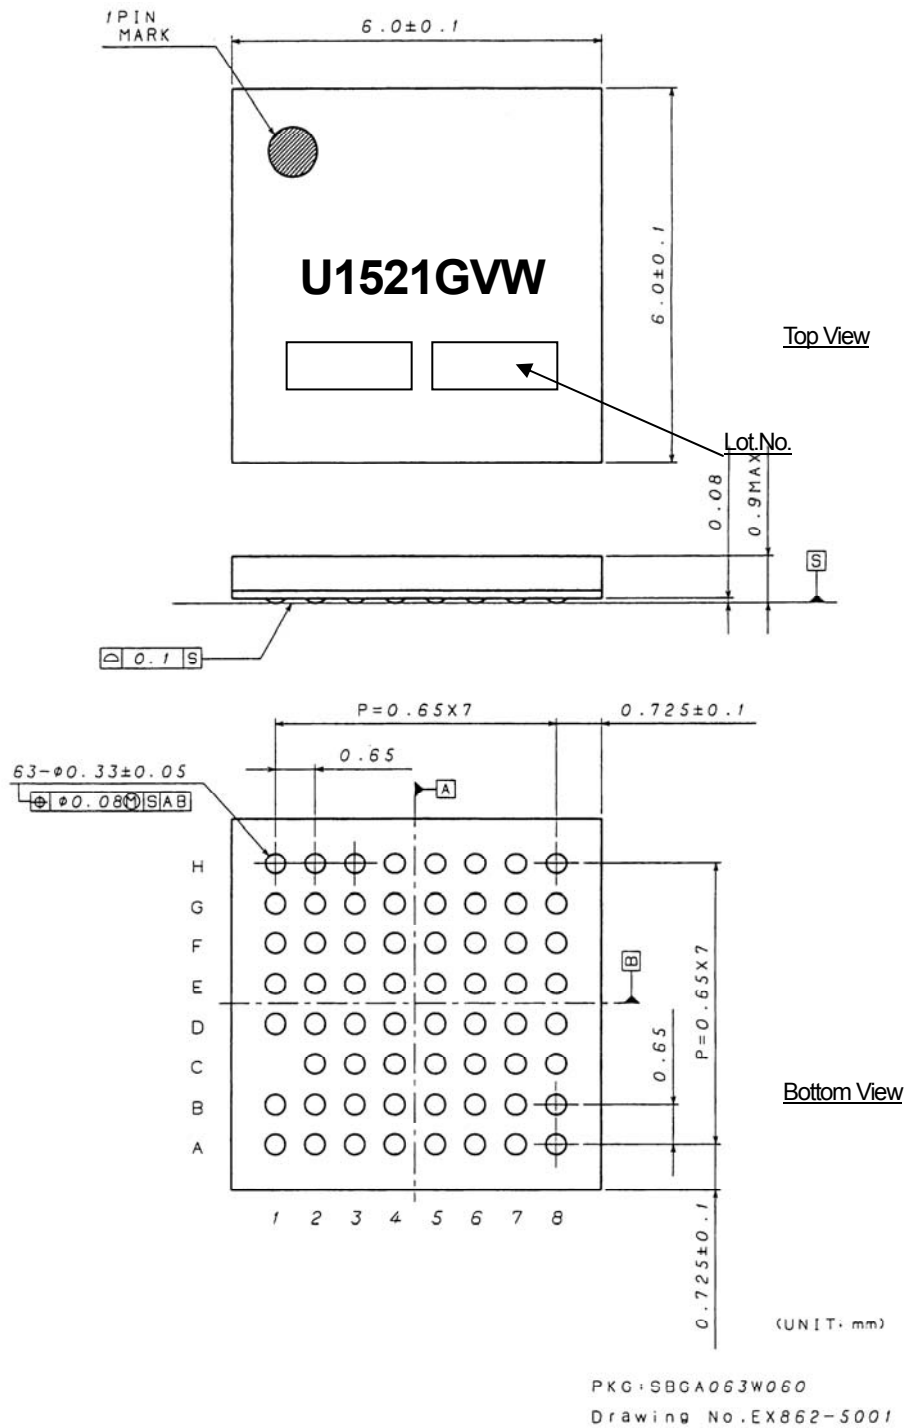 1PIN
MARK
6.0±0.1
U1521GVW
6.0±0.1
Top View
Lot.No.
0.08
0.9MAX
S
⌓ 0.1 S
P=0.65X7
0.725±0.1
0.65
63-φ0.33±0.05
⌖ φ0.08Ⓜ S A B
A
H
G
F
E
B
D
C
B
A
P=0.65X7
0.65
Bottom View
1 2 3 4 5 6 7 8
0.725±0.1
(UNIT: mm)
PKG:SBGA063W060
Drawing No.EX862-5001